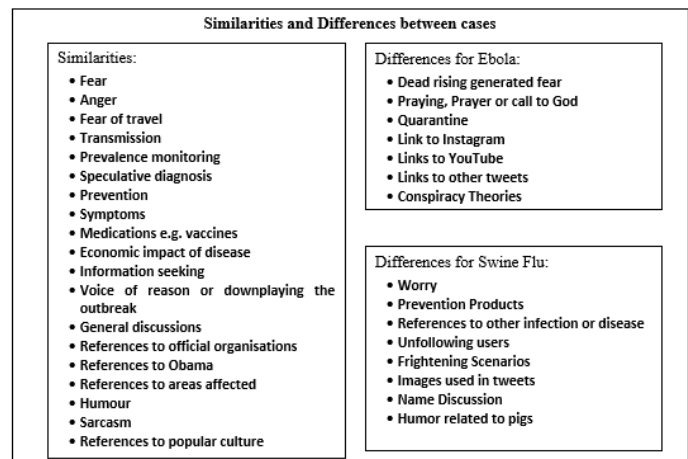 Similarities and Differences between cases
Similarities:
• Fear
• Anger
• Fear of travel
• Transmission
• Prevalence monitoring
• Speculative diagnosis
• Prevention
• Symptoms
• Medications e.g. vaccines
• Economic impact of disease
• Information seeking
• Voice of reason or downplaying the
outbreak
• General discussions
• References to official organisations
• References to Obama
• References to areas affected
• Humour
• Sarcasm
• References to popular culture
Differences for Ebola:
• Dead rising generated fear
• Praying, Prayer or call to God
• Quarantine
• Link to Instagram
• Links to YouTube
• Links to other tweets
• Conspiracy Theories
Differences for Swine Flu:
• Worry
• Prevention Products
• References to other infection or disease
• Unfollowing users
• Frightening Scenarios
• Images used in tweets
• Name Discussion
• Humor related to pigs